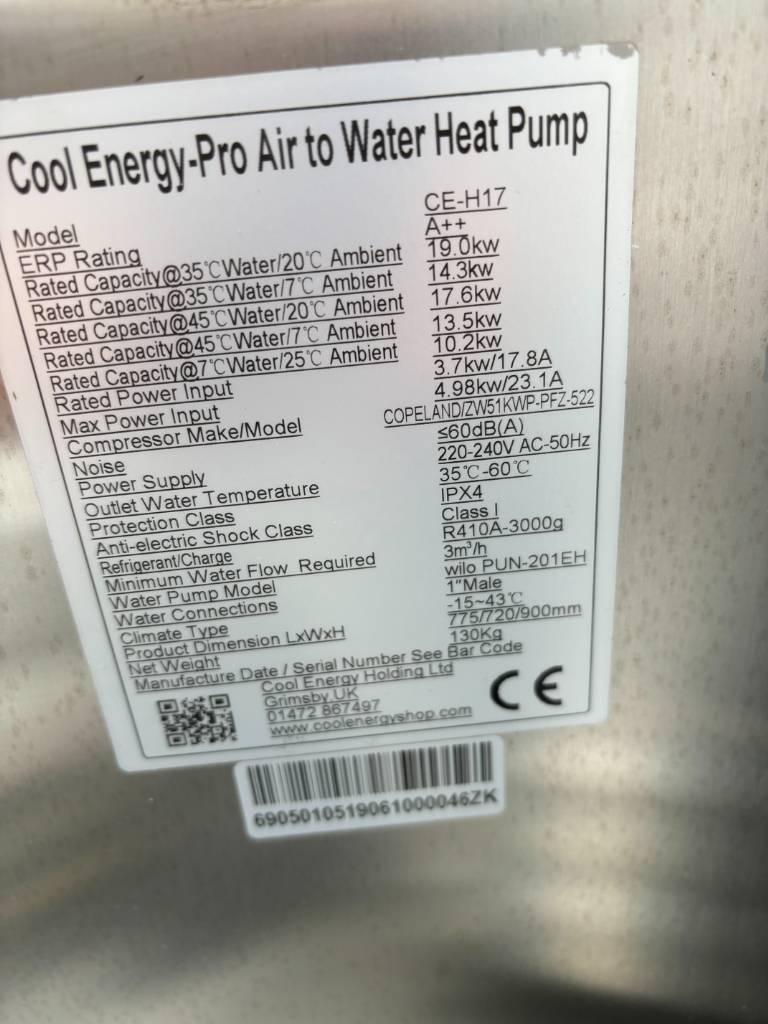 Cool Energy-Pro Air to Water Heat Pump
Model CE-H17
ERP Rating A++
Rated Capacity@35℃Water/20℃ Ambient 19.0kw
Rated Capacity@35℃Water/7℃ Ambient 14.3kw
Rated Capacity@45℃Water/20℃ Ambient 17.6kw
Rated Capacity@45℃Water/7℃ Ambient 13.5kw
Rated Capacity@7℃Water/25℃ Ambient 10.2kw
Rated Power Input 3.7kw/17.8A
Max Power Input 4.98kw/23.1A
Compressor Make/Model COPELAND/ZW51KWP-PFZ-522
Noise ≤60dB(A)
Power Supply 220-240V AC-50Hz
Outlet Water Temperature 35℃-60℃
Protection Class IPX4
Anti-electric Shock Class Class I
Refrigerant/Charge R410A-3000g
Minimum Water Flow Required 3m³/h
Water Pump Model wilo PUN-201EH
Water Connections 1"Male
Climate Type -15~43℃
Product Dimension LxWxH 775/720/900mm
Net Weight 130Kg
Manufacture Date / Serial Number See Bar Code
Cool Energy Holding Ltd
Grimsby UK
01472 867497
www.coolenergyshop.com
CE
6905010519061000046ZK